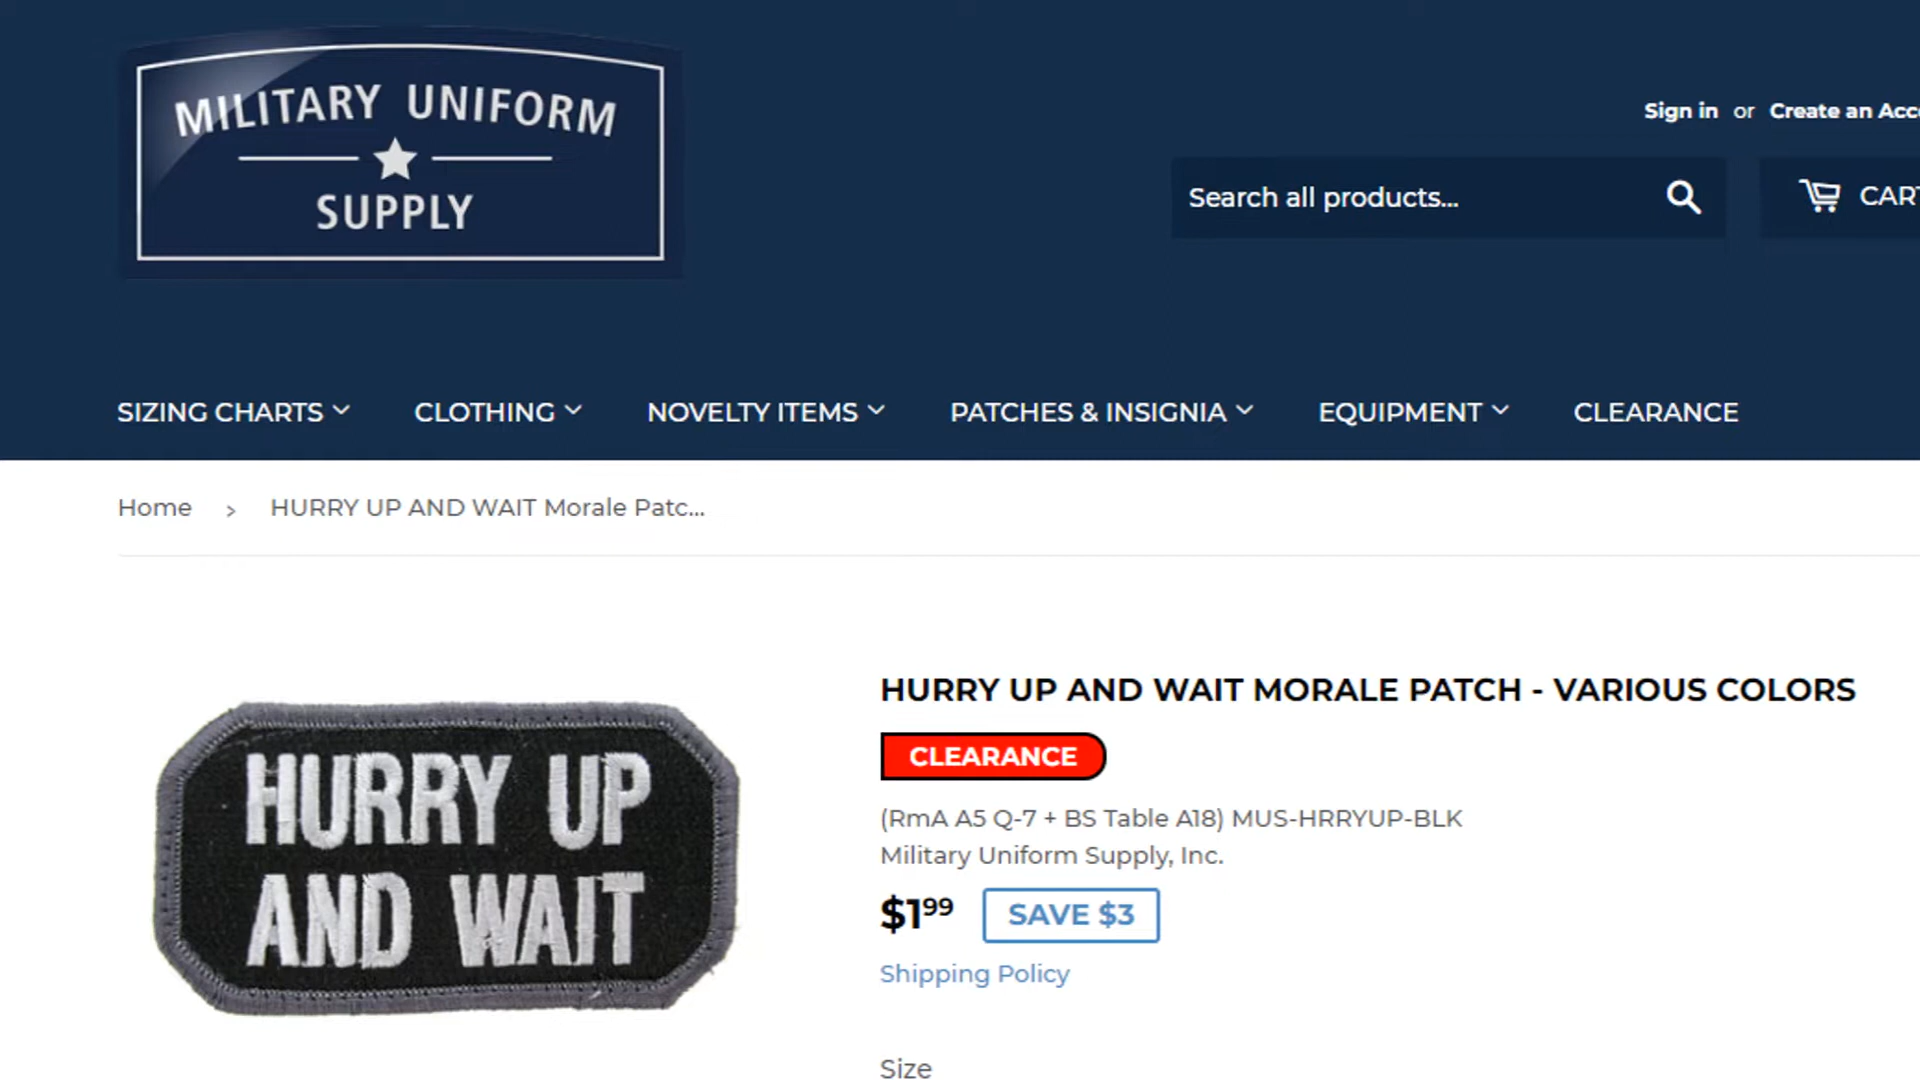 MILITARY UNIFORM
SUPPLY
Sign in or Create an Acc
Search all products...
CART
SIZING CHARTS
CLOTHING
NOVELTY ITEMS
PATCHES & INSIGNIA
EQUIPMENT
CLEARANCE
Home > HURRY UP AND WAIT Morale Patc...
HURRY UP
AND WAIT
HURRY UP AND WAIT MORALE PATCH - VARIOUS COLORS
CLEARANCE
(RmA A5 Q-7 + BS Table A18) MUS-HRRYUP-BLK
Military Uniform Supply, Inc.
$1.99 SAVE $3
Shipping Policy
Size